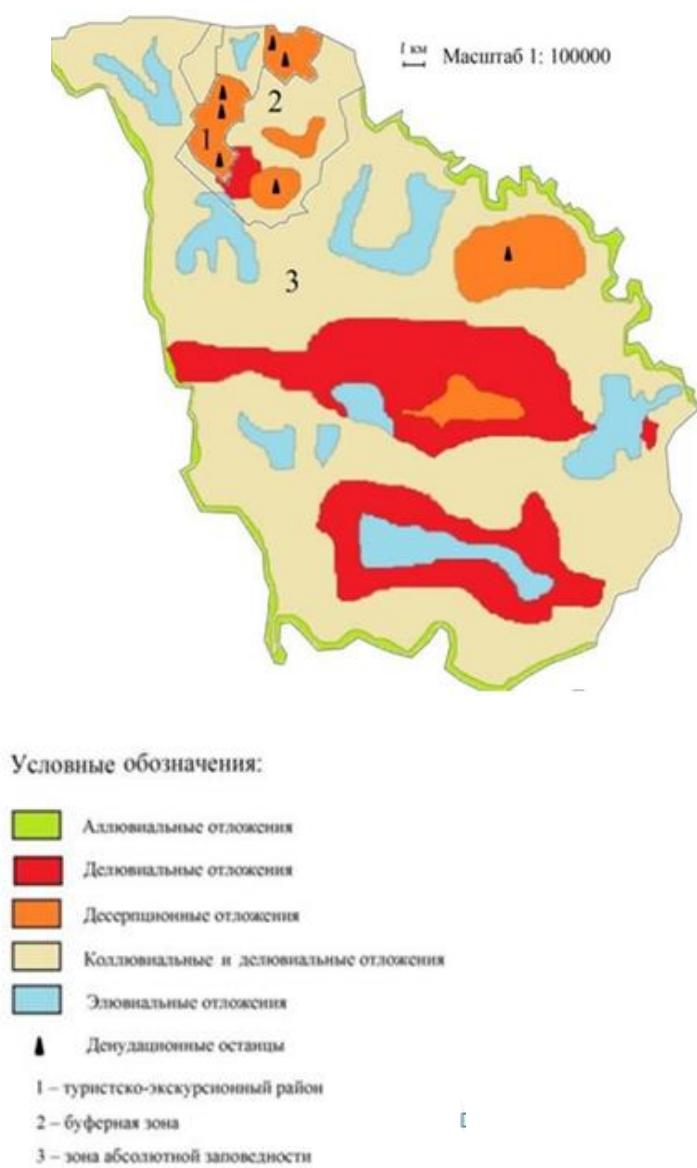 1 км Масштаб 1: 100000
2
1
3
Условные обозначения:
Аллювиальные отложения
Делювиальные отложения
Десерпционные отложения
Коллювиальные и делювиальные отложения
Элювиальные отложения
Денудационные останцы
1 – туристско-экскурсионный район
2 – буферная зона
3 – зона абсолютной заповедности